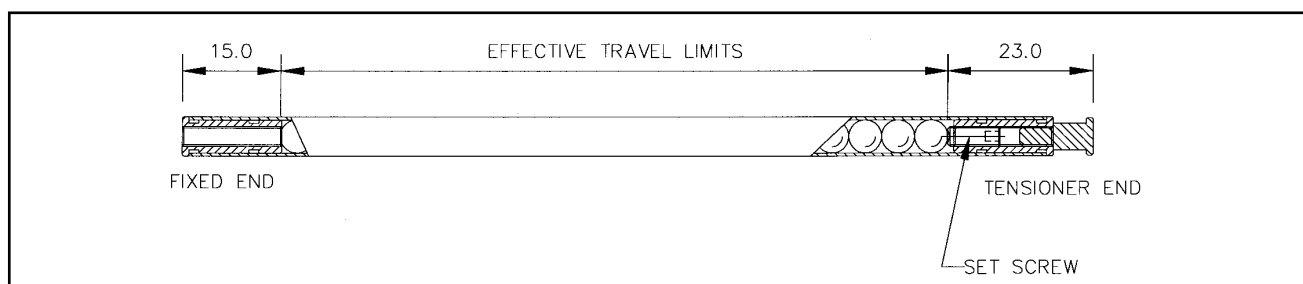 15.0
EFFECTIVE TRAVEL LIMITS
23.0
FIXED END
TENSIONER END
SET SCREW